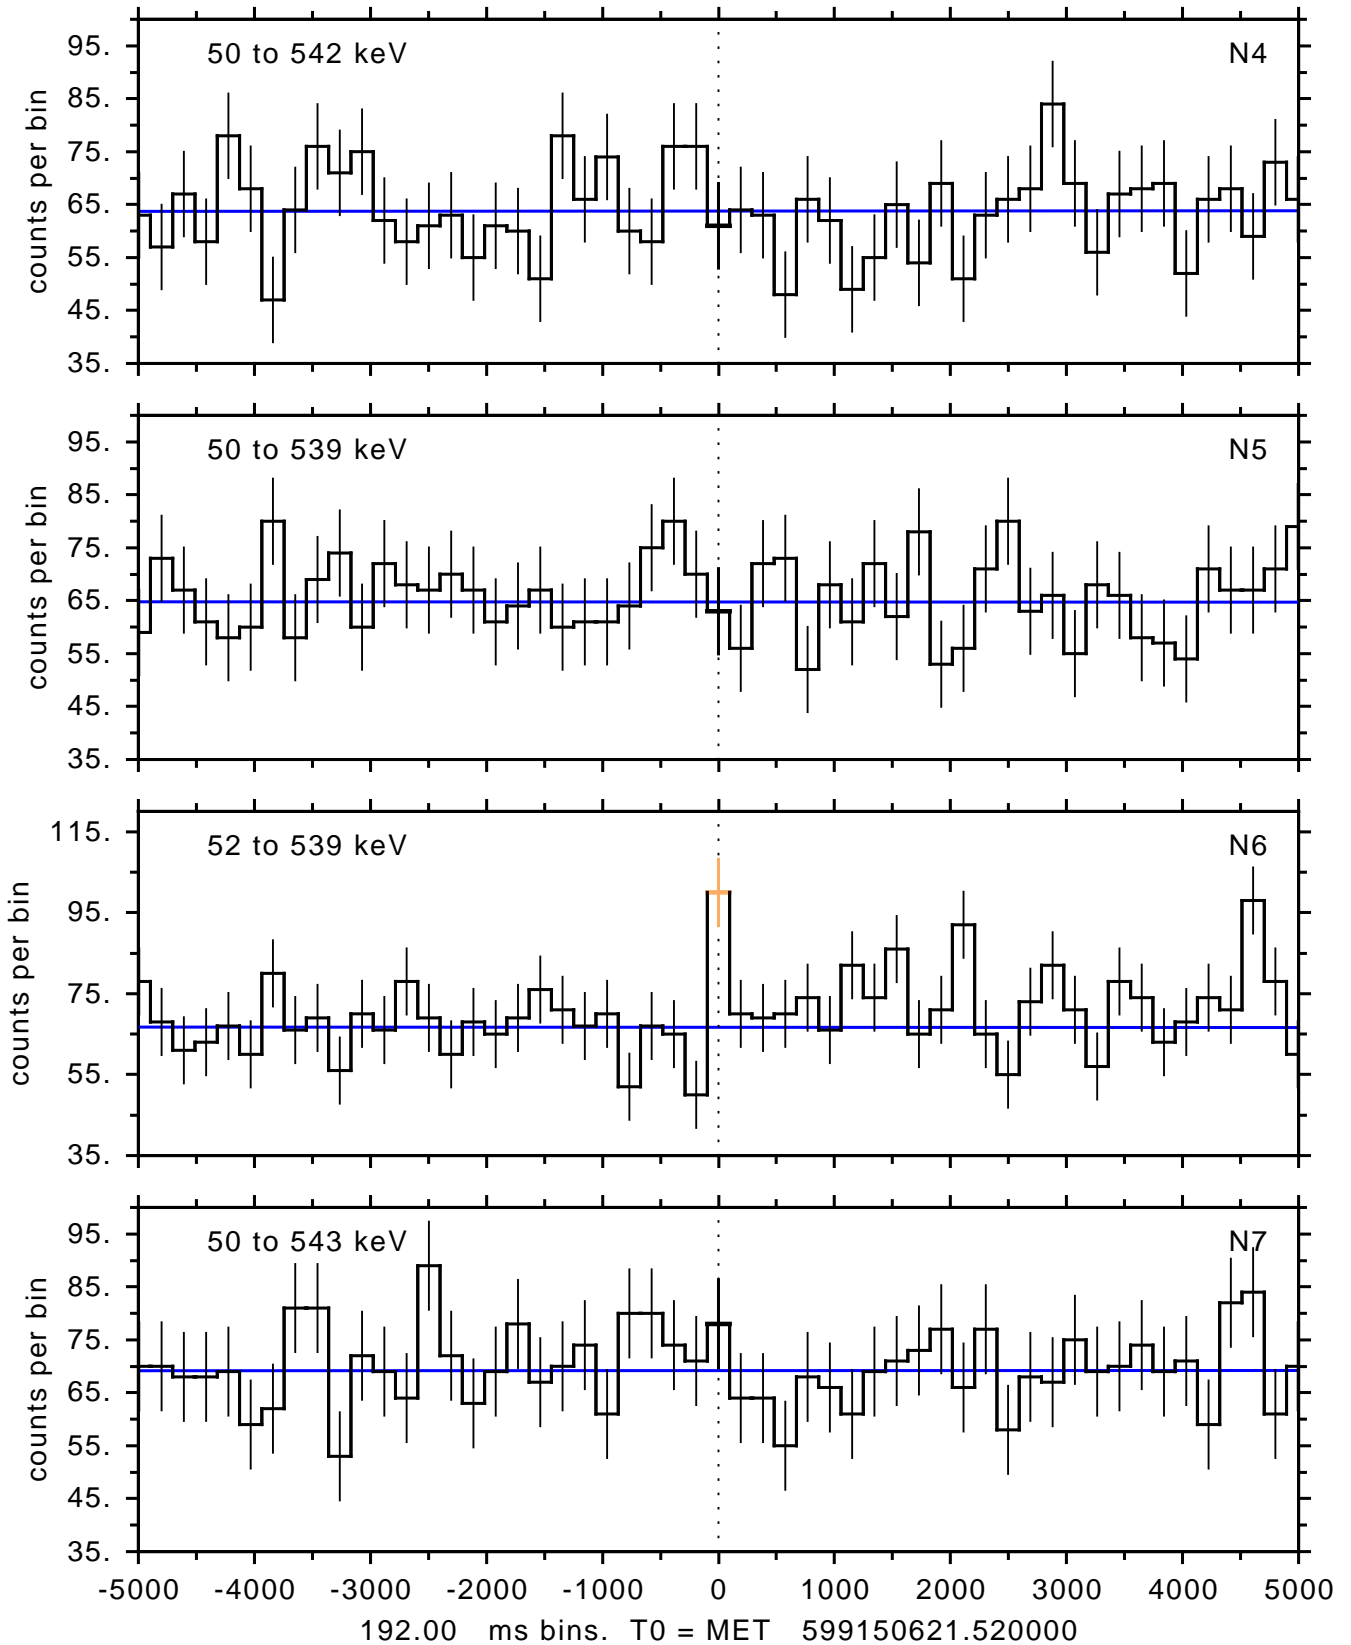 50 to 542 keV N4
95.
85.
75.
65.
55.
45.
35.
counts per bin
50 to 539 keV N5
95.
85.
75.
65.
55.
45.
35.
counts per bin
52 to 539 keV N6
115.
95.
75.
55.
35.
counts per bin
50 to 543 keV N7
95.
85.
75.
65.
55.
45.
35.
counts per bin
-5000 -4000 -3000 -2000 -1000 0 1000 2000 3000 4000 5000
192.00 ms bins. T0 = MET 599150621.520000